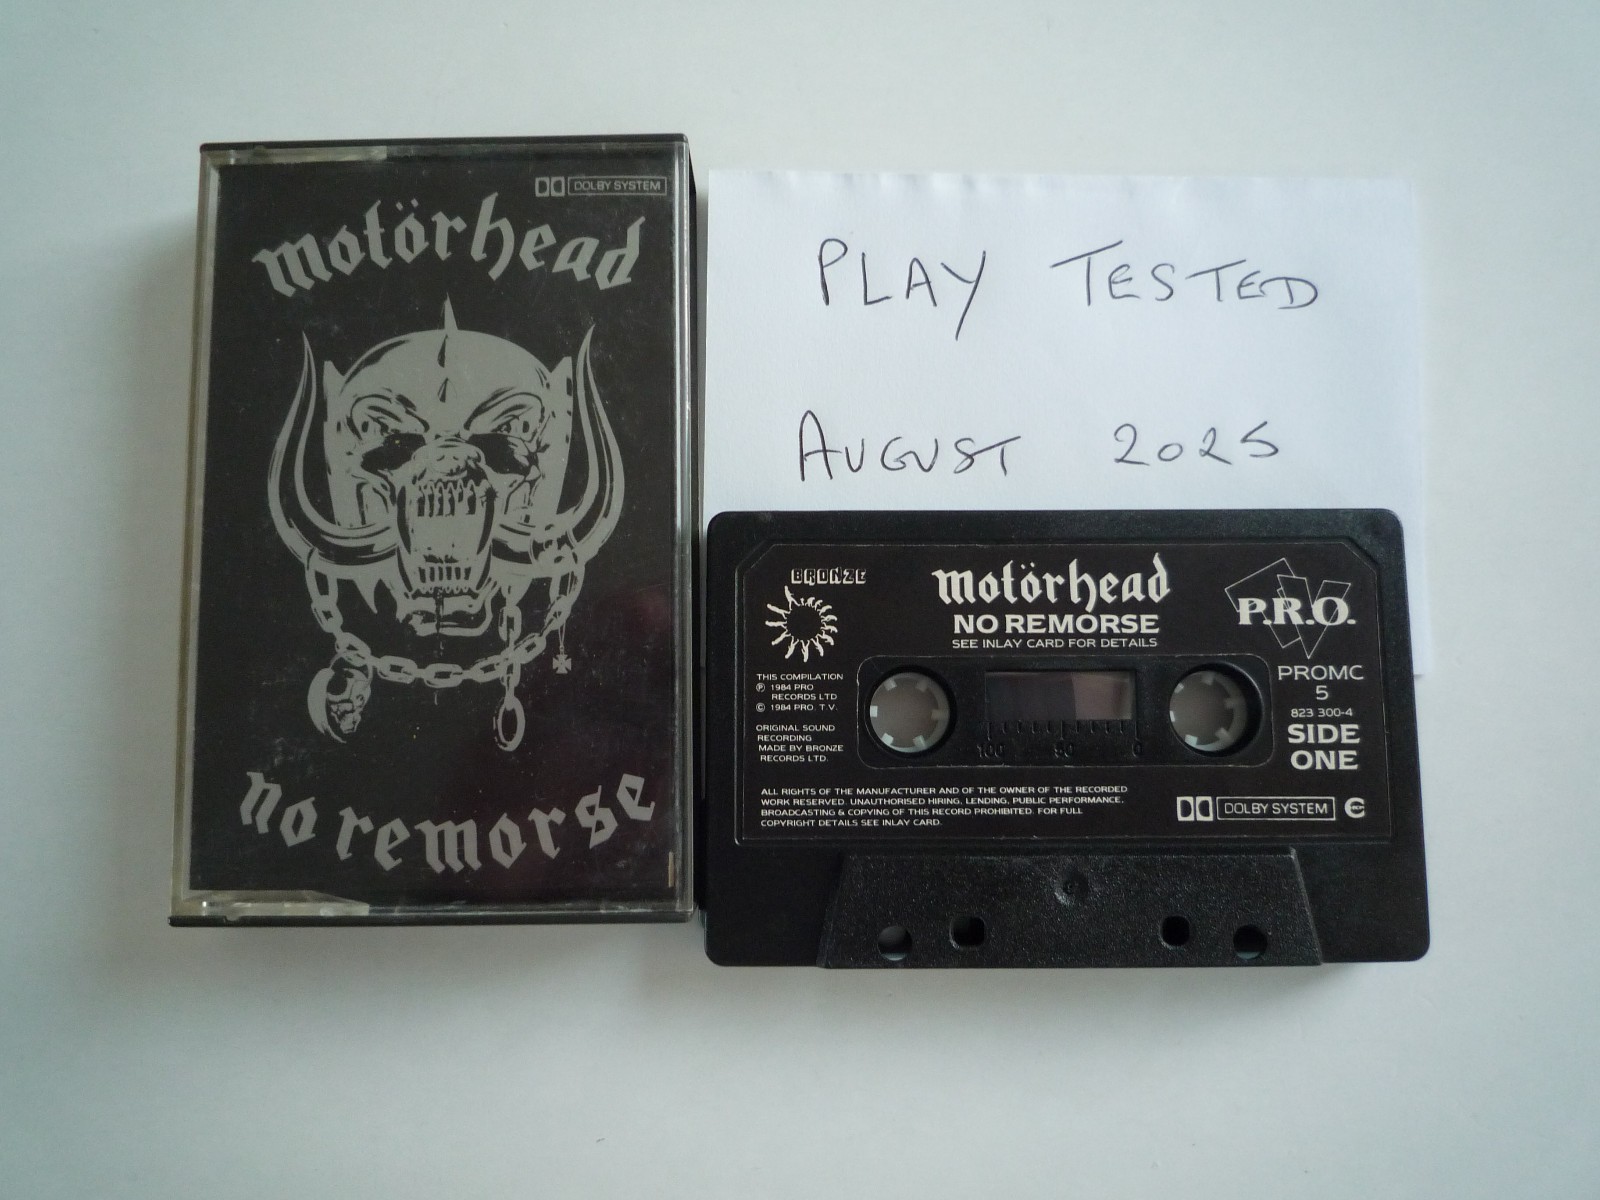 DOLBY SYSTEM
motörhead
no remorse
PLAY TESTED
AUGUST 2025
BRONZE
motörhead
NO REMORSE
SEE INLAY CARD FOR DETAILS
P.R.O.
PROMC
5
823 300-4
SIDE
ONE
THIS COMPILATION
℗ 1984 PRO
RECORDS LTD
© 1984 PRO. T.V.
ORIGINAL SOUND
RECORDING
MADE BY BRONZE
RECORDS LTD.
100 50 0
ALL RIGHTS OF THE MANUFACTURER AND OF THE OWNER OF THE RECORDED
WORK RESERVED. UNAUTHORISED HIRING, LENDING, PUBLIC PERFORMANCE,
BROADCASTING & COPYING OF THIS RECORD PROHIBITED. FOR FULL
COPYRIGHT DETAILS SEE INLAY CARD.
DOLBY SYSTEM